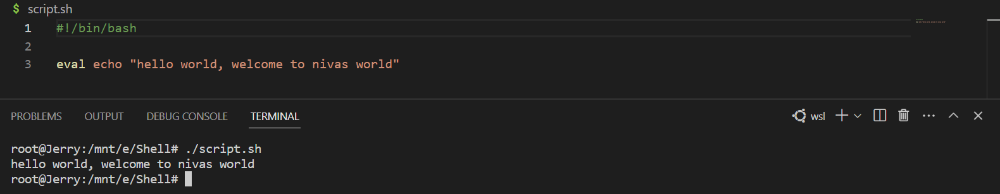 $ script.sh
1 #!/bin/bash
2
3 eval echo "hello world, welcome to nivas world"
PROBLEMS OUTPUT DEBUG CONSOLE TERMINAL wsl
root@Jerry:/mnt/e/Shell# ./script.sh
hello world, welcome to nivas world
root@Jerry:/mnt/e/Shell#